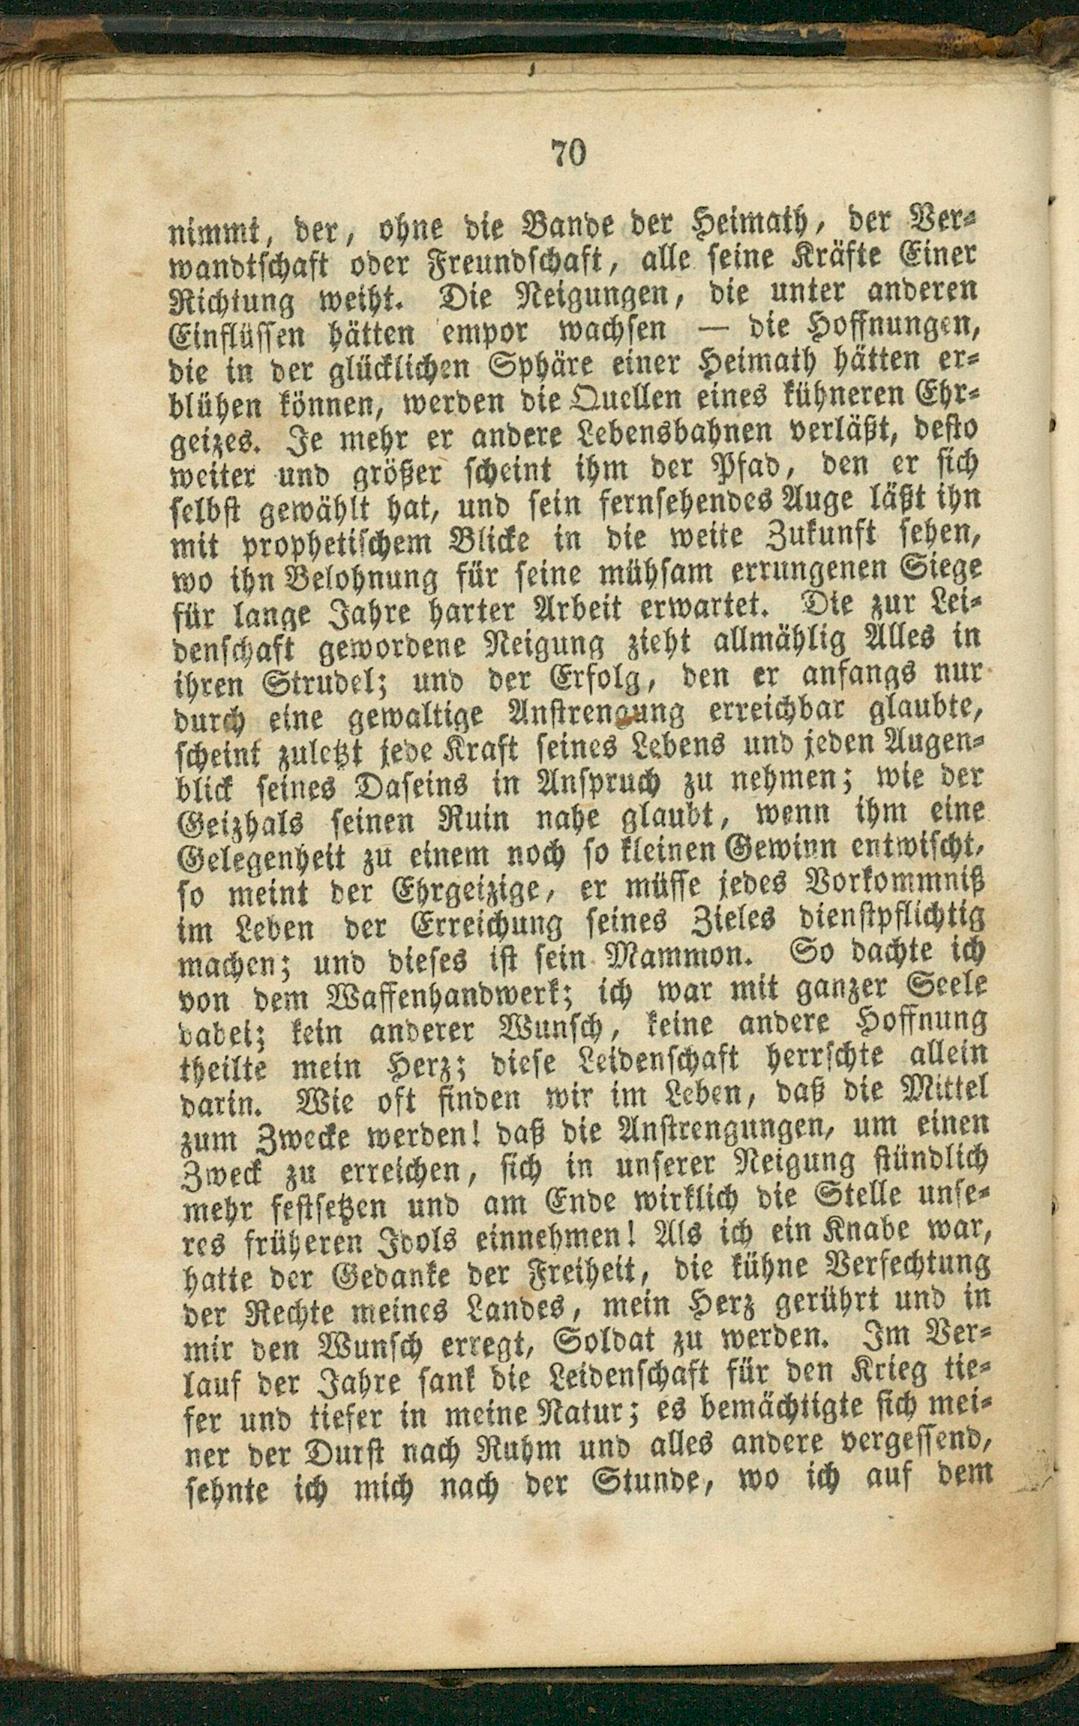 70
nimmt, der, ohne die Bande der Heimath, der Ver-
wandtschaft oder Freundschaft, alle seine Kräfte Einer
Richtung weiht. Die Neigungen, die unter anderen
Einflüssen hätten empor wachsen — die Hoffnungen,
die in der glücklichen Sphäre einer Heimath hätten er-
blühen können, werden die Quellen eines kühneren Ehr-
geizes. Je mehr er andere Lebensbahnen verläßt, desto
weiter und größer scheint ihm der Pfad, den er sich
selbst gewählt hat, und sein fernsehendes Auge läßt ihn
mit prophetischem Blicke in die weite Zukunft sehen,
wo ihn Belohnung für seine mühsam errungenen Siege
für lange Jahre harter Arbeit erwartet. Die zur Lei-
denschaft gewordene Neigung zieht allmählig Alles in
ihren Strudel; und der Erfolg, den er anfangs nur
durch eine gewaltige Anstrengung erreichbar glaubte,
scheint zuletzt jede Kraft seines Lebens und jeden Augen-
blick seines Daseins in Anspruch zu nehmen; wie der
Geizhals seinen Ruin nahe glaubt, wenn ihm eine
Gelegenheit zu einem noch so kleinen Gewinn entwischt,
so meint der Ehrgeizige, er müsse jedes Vorkommniß
im Leben der Erreichung seines Zieles dienstpflichtig
machen; und dieses ist sein Mammon. So dachte ich
von dem Waffenhandwerk; ich war mit ganzer Seele
dabei; kein anderer Wunsch, keine andere Hoffnung
theilte mein Herz; diese Leidenschaft herrschte allein
darin. Wie oft finden wir im Leben, daß die Mittel
zum Zwecke werden! daß die Anstrengungen, um einen
Zweck zu erreichen, sich in unserer Neigung stündlich
mehr festsetzen und am Ende wirklich die Stelle unse-
res früheren Idols einnehmen! Als ich ein Knabe war,
hatte der Gedanke der Freiheit, die kühne Verfechtung
der Rechte meines Landes, mein Herz gerührt und in
mir den Wunsch erregt, Soldat zu werden. Im Ver-
lauf der Jahre sank die Leidenschaft für den Krieg tie-
fer und tiefer in meine Natur; es bemächtigte sich mei-
ner der Durst nach Ruhm und alles andere vergessend,
sehnte ich mich nach der Stunde, wo ich auf dem